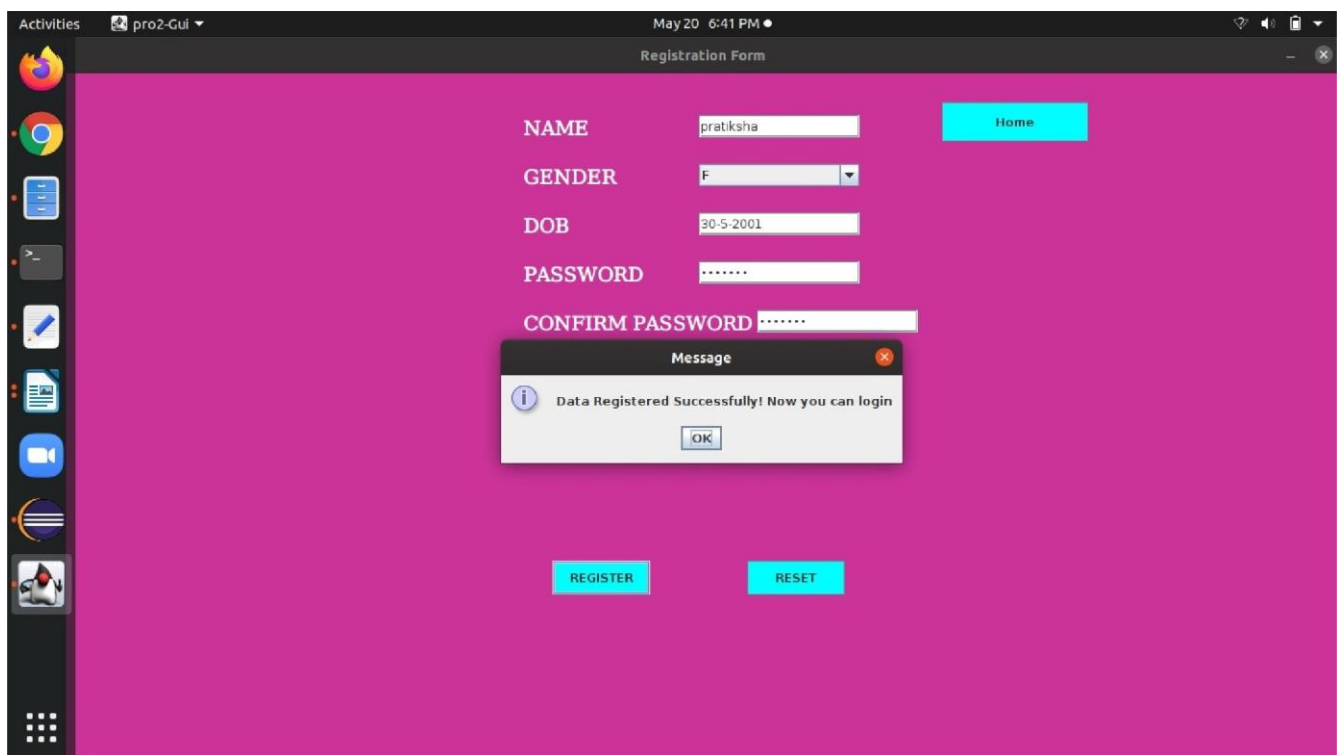 Activities pro2-Gui May 20 6:41 PM
Registration Form
NAME pratiksha Home
GENDER F
DOB 30-5-2001
PASSWORD •••••••
CONFIRM PASSWORD •••••••
Message
Data Registered Successfully! Now you can login
OK
REGISTER RESET